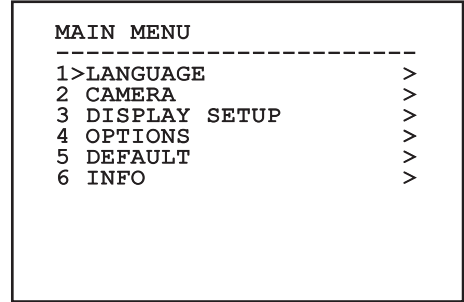 MAIN MENU
------------------------
1>LANGUAGE >
2 CAMERA >
3 DISPLAY SETUP >
4 OPTIONS >
5 DEFAULT >
6 INFO >